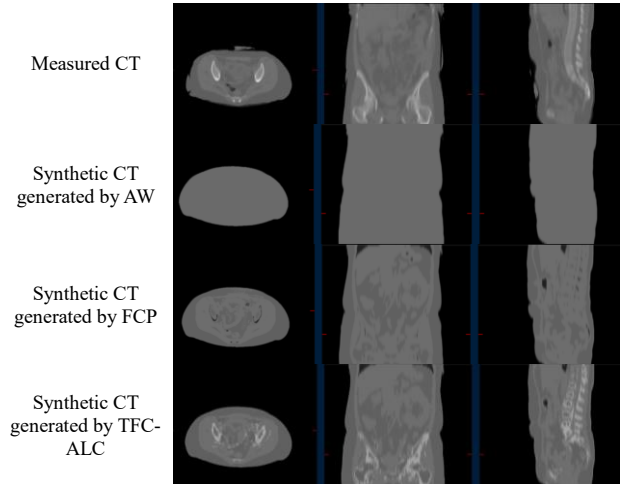 Measured CT
Synthetic CT
generated by AW
Synthetic CT
generated by FCP
Synthetic CT
generated by TFC-
ALC